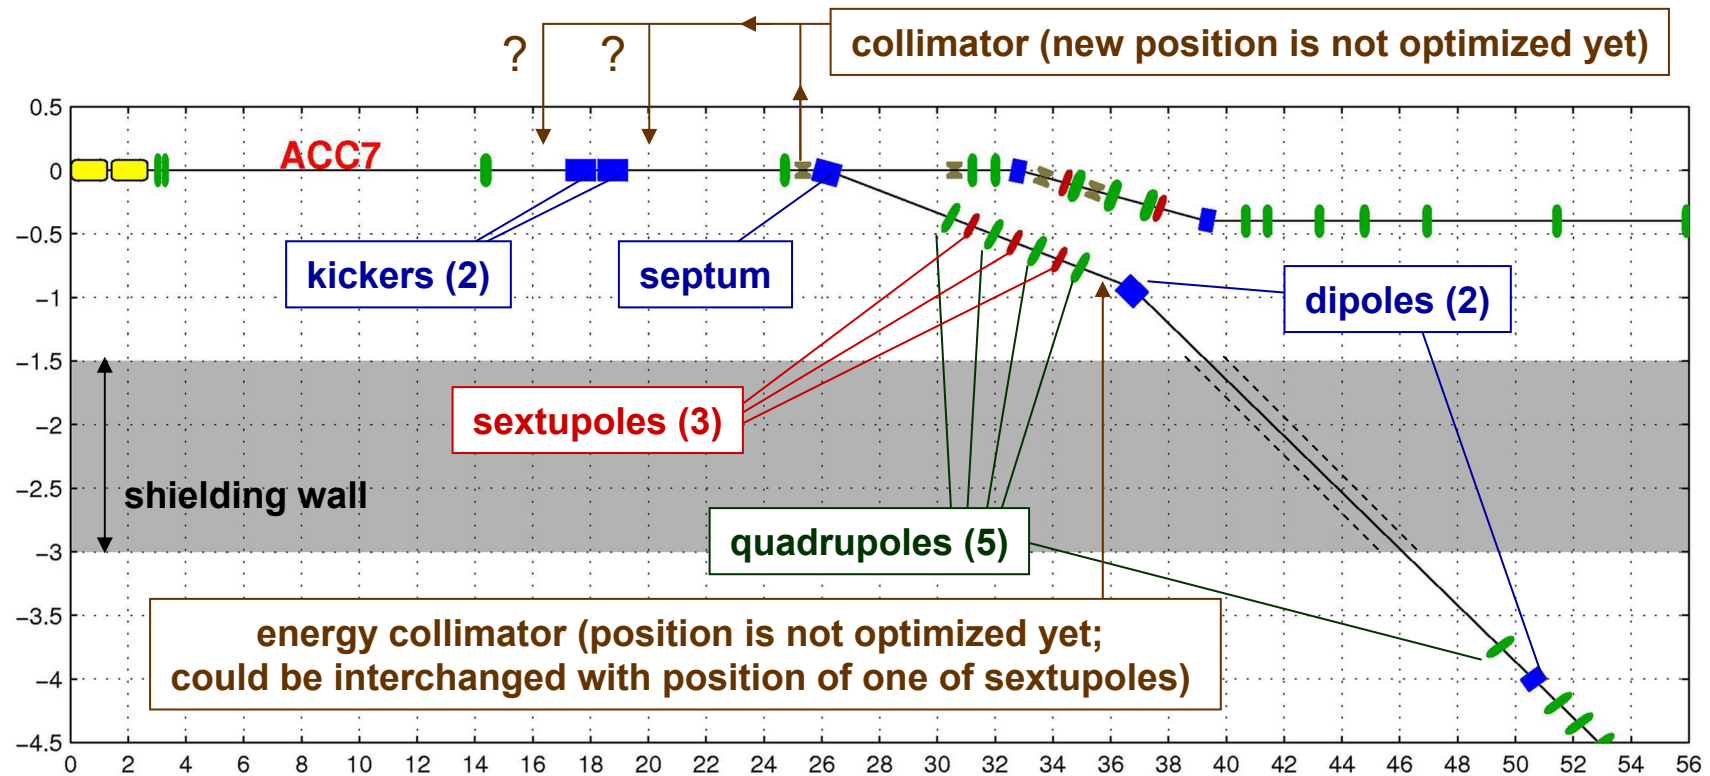 collimator (new position is not optimized yet)
? ?
0.5
ACC7
0
−0.5
kickers (2)
septum
−1
dipoles (2)
−1.5
sextupoles (3)
−2
−2.5
shielding wall
quadrupoles (5)
−3
−3.5
energy collimator (position is not optimized yet;
could be interchanged with position of one of sextupoles)
−4
−4.5
0 2 4 6 8 10 12 14 16 18 20 22 24 26 28 30 32 34 36 38 40 42 44 46 48 50 52 54 56